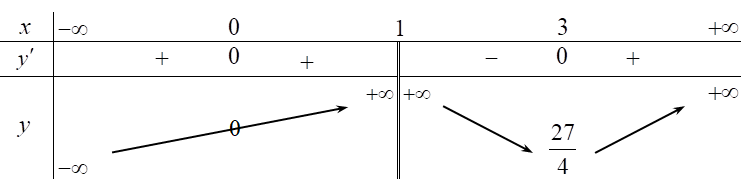 x −∞ 0 1 3 +∞
y′ + 0 + − 0 +
+∞ +∞ +∞
y 0 27/4
−∞